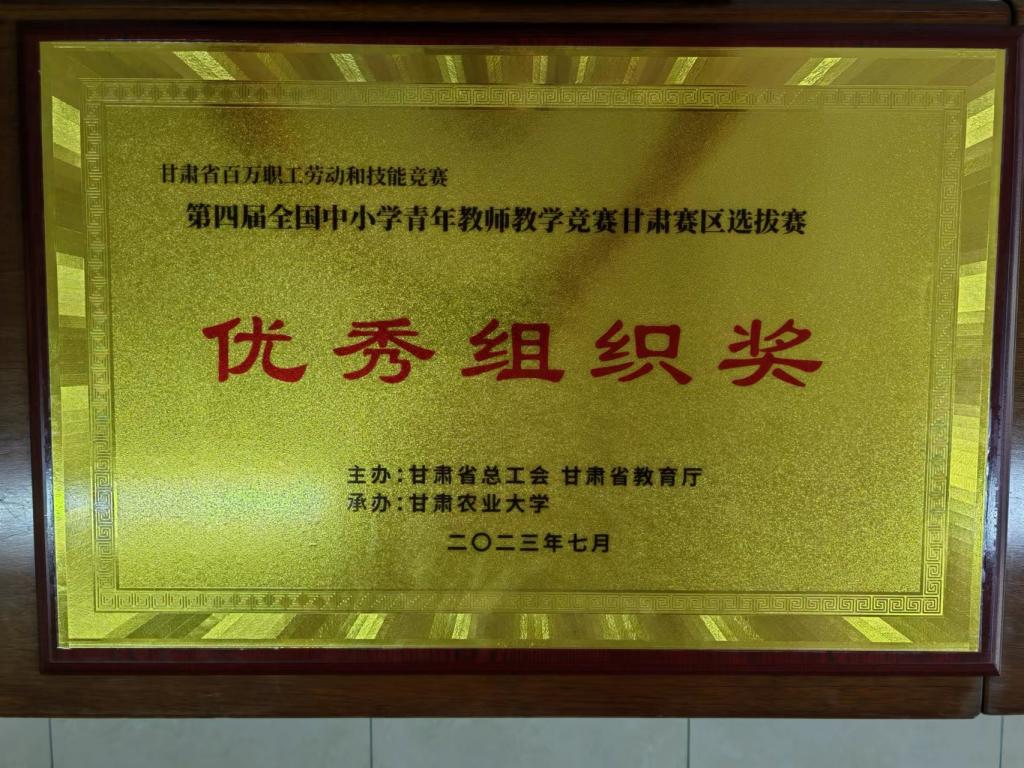 甘肃省百万职工劳动和技能竞赛
第四届全国中小学青年教师教学竞赛甘肃赛区选拔赛
优秀组织奖
主办:甘肃省总工会 甘肃省教育厅
承办:甘肃农业大学
二〇二三年七月